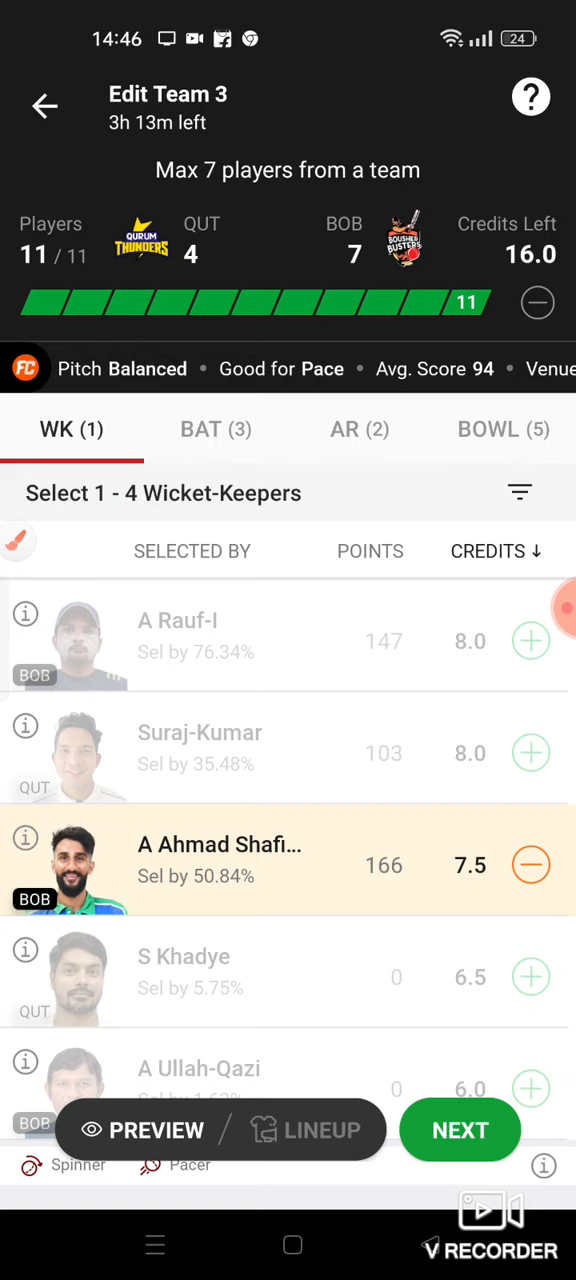 14:46 24
Edit Team 3
3h 13m left
?
Max 7 players from a team
Players QUT BOB Credits Left
11 / 11 QURUM THUNDERS 4 7 BOUSHER BUSTERS 16.0
11
FC Pitch Balanced • Good for Pace • Avg. Score 94 • Venue
WK (1) BAT (3) AR (2) BOWL (5)
Select 1 - 4 Wicket-Keepers
SELECTED BY POINTS CREDITS ↓
A Rauf-I
Sel by 76.34% 147 8.0
BOB
Suraj-Kumar
Sel by 35.48% 103 8.0
QUT
A Ahmad Shafi...
Sel by 50.84% 166 7.5
BOB
S Khadye
Sel by 5.75% 0 6.5
QUT
A Ullah-Qazi
0 6.0
BOB
PREVIEW / LINEUP NEXT
Spinner Pacer
V RECORDER